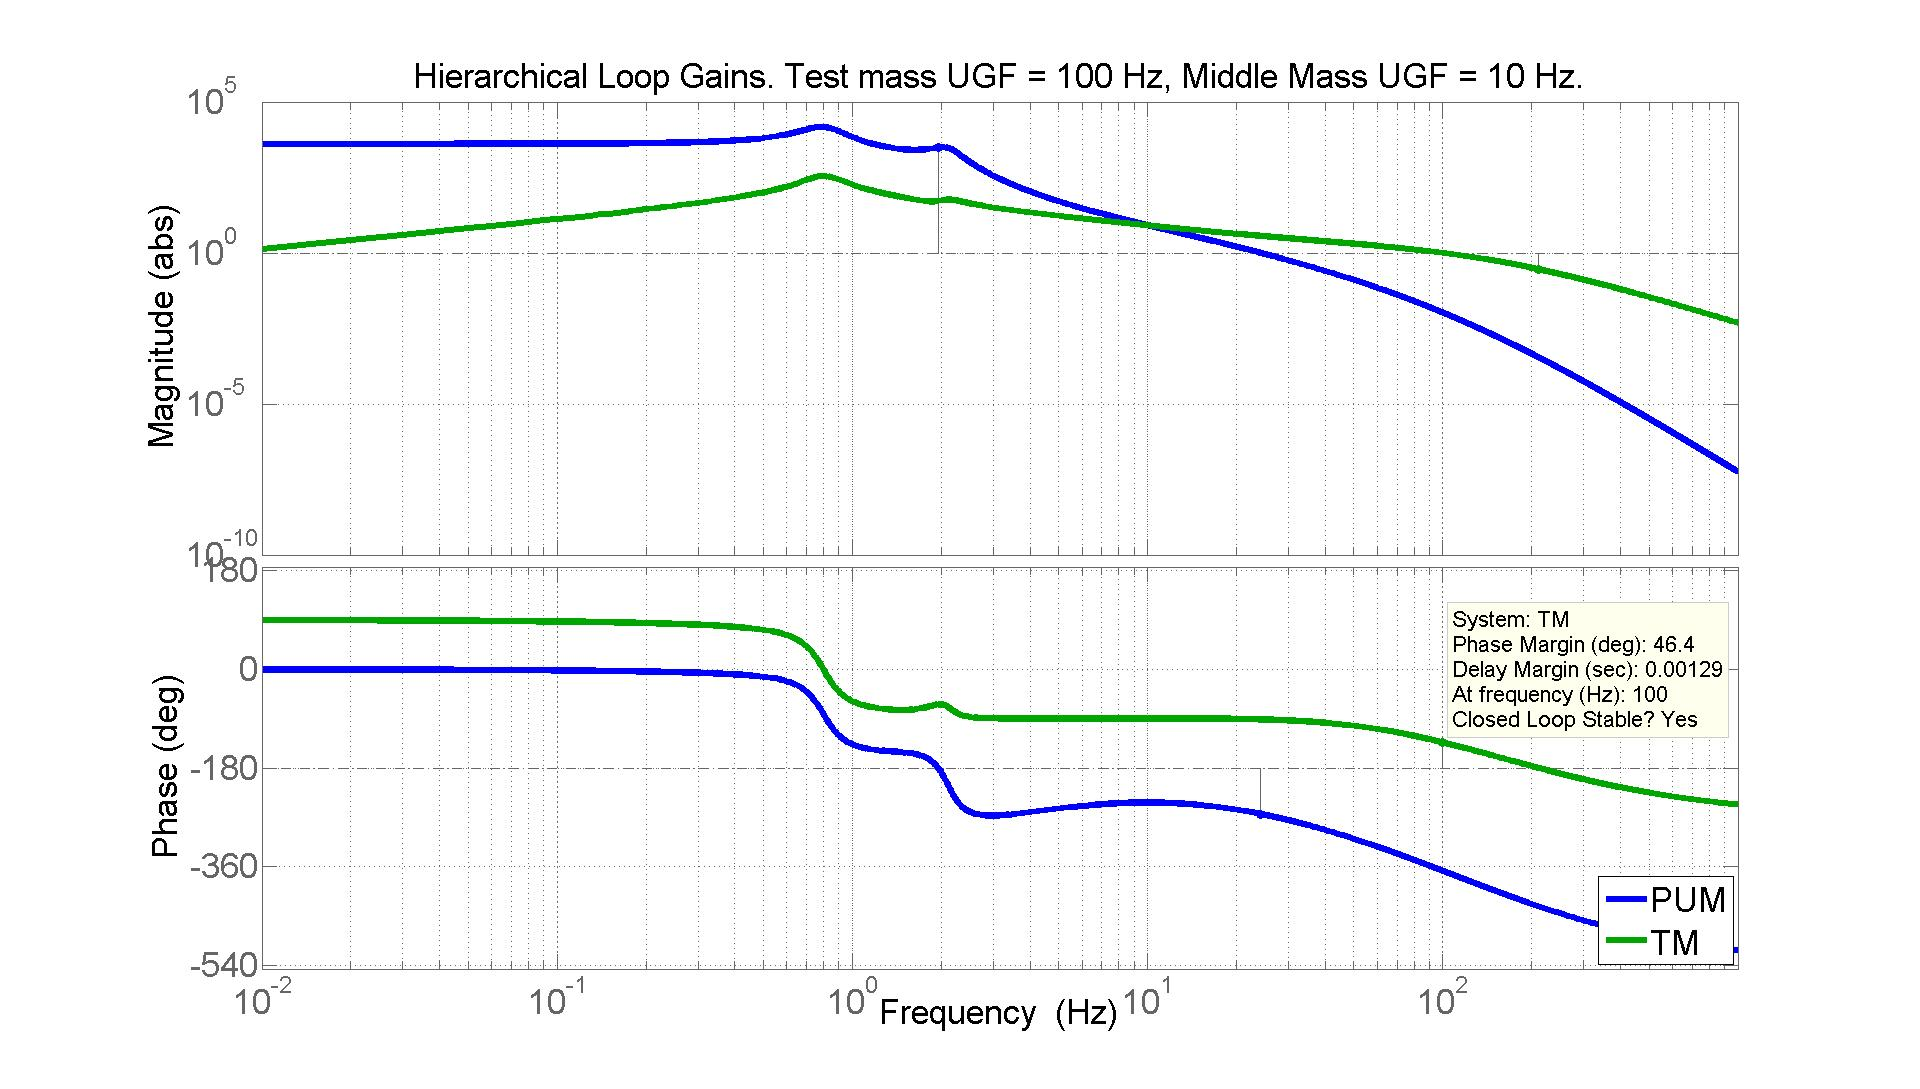 Hierarchical Loop Gains. Test mass UGF = 100 Hz, Middle Mass UGF = 10 Hz.
Magnitude (abs)
10^5
10^0
10^-5
10^-10
Phase (deg)
180
0
-180
-360
-540
System: TM
Phase Margin (deg): 46.4
Delay Margin (sec): 0.00129
At frequency (Hz): 100
Closed Loop Stable? Yes
PUM
TM
10^-2 10^-1 10^0 10^1 10^2
Frequency (Hz)